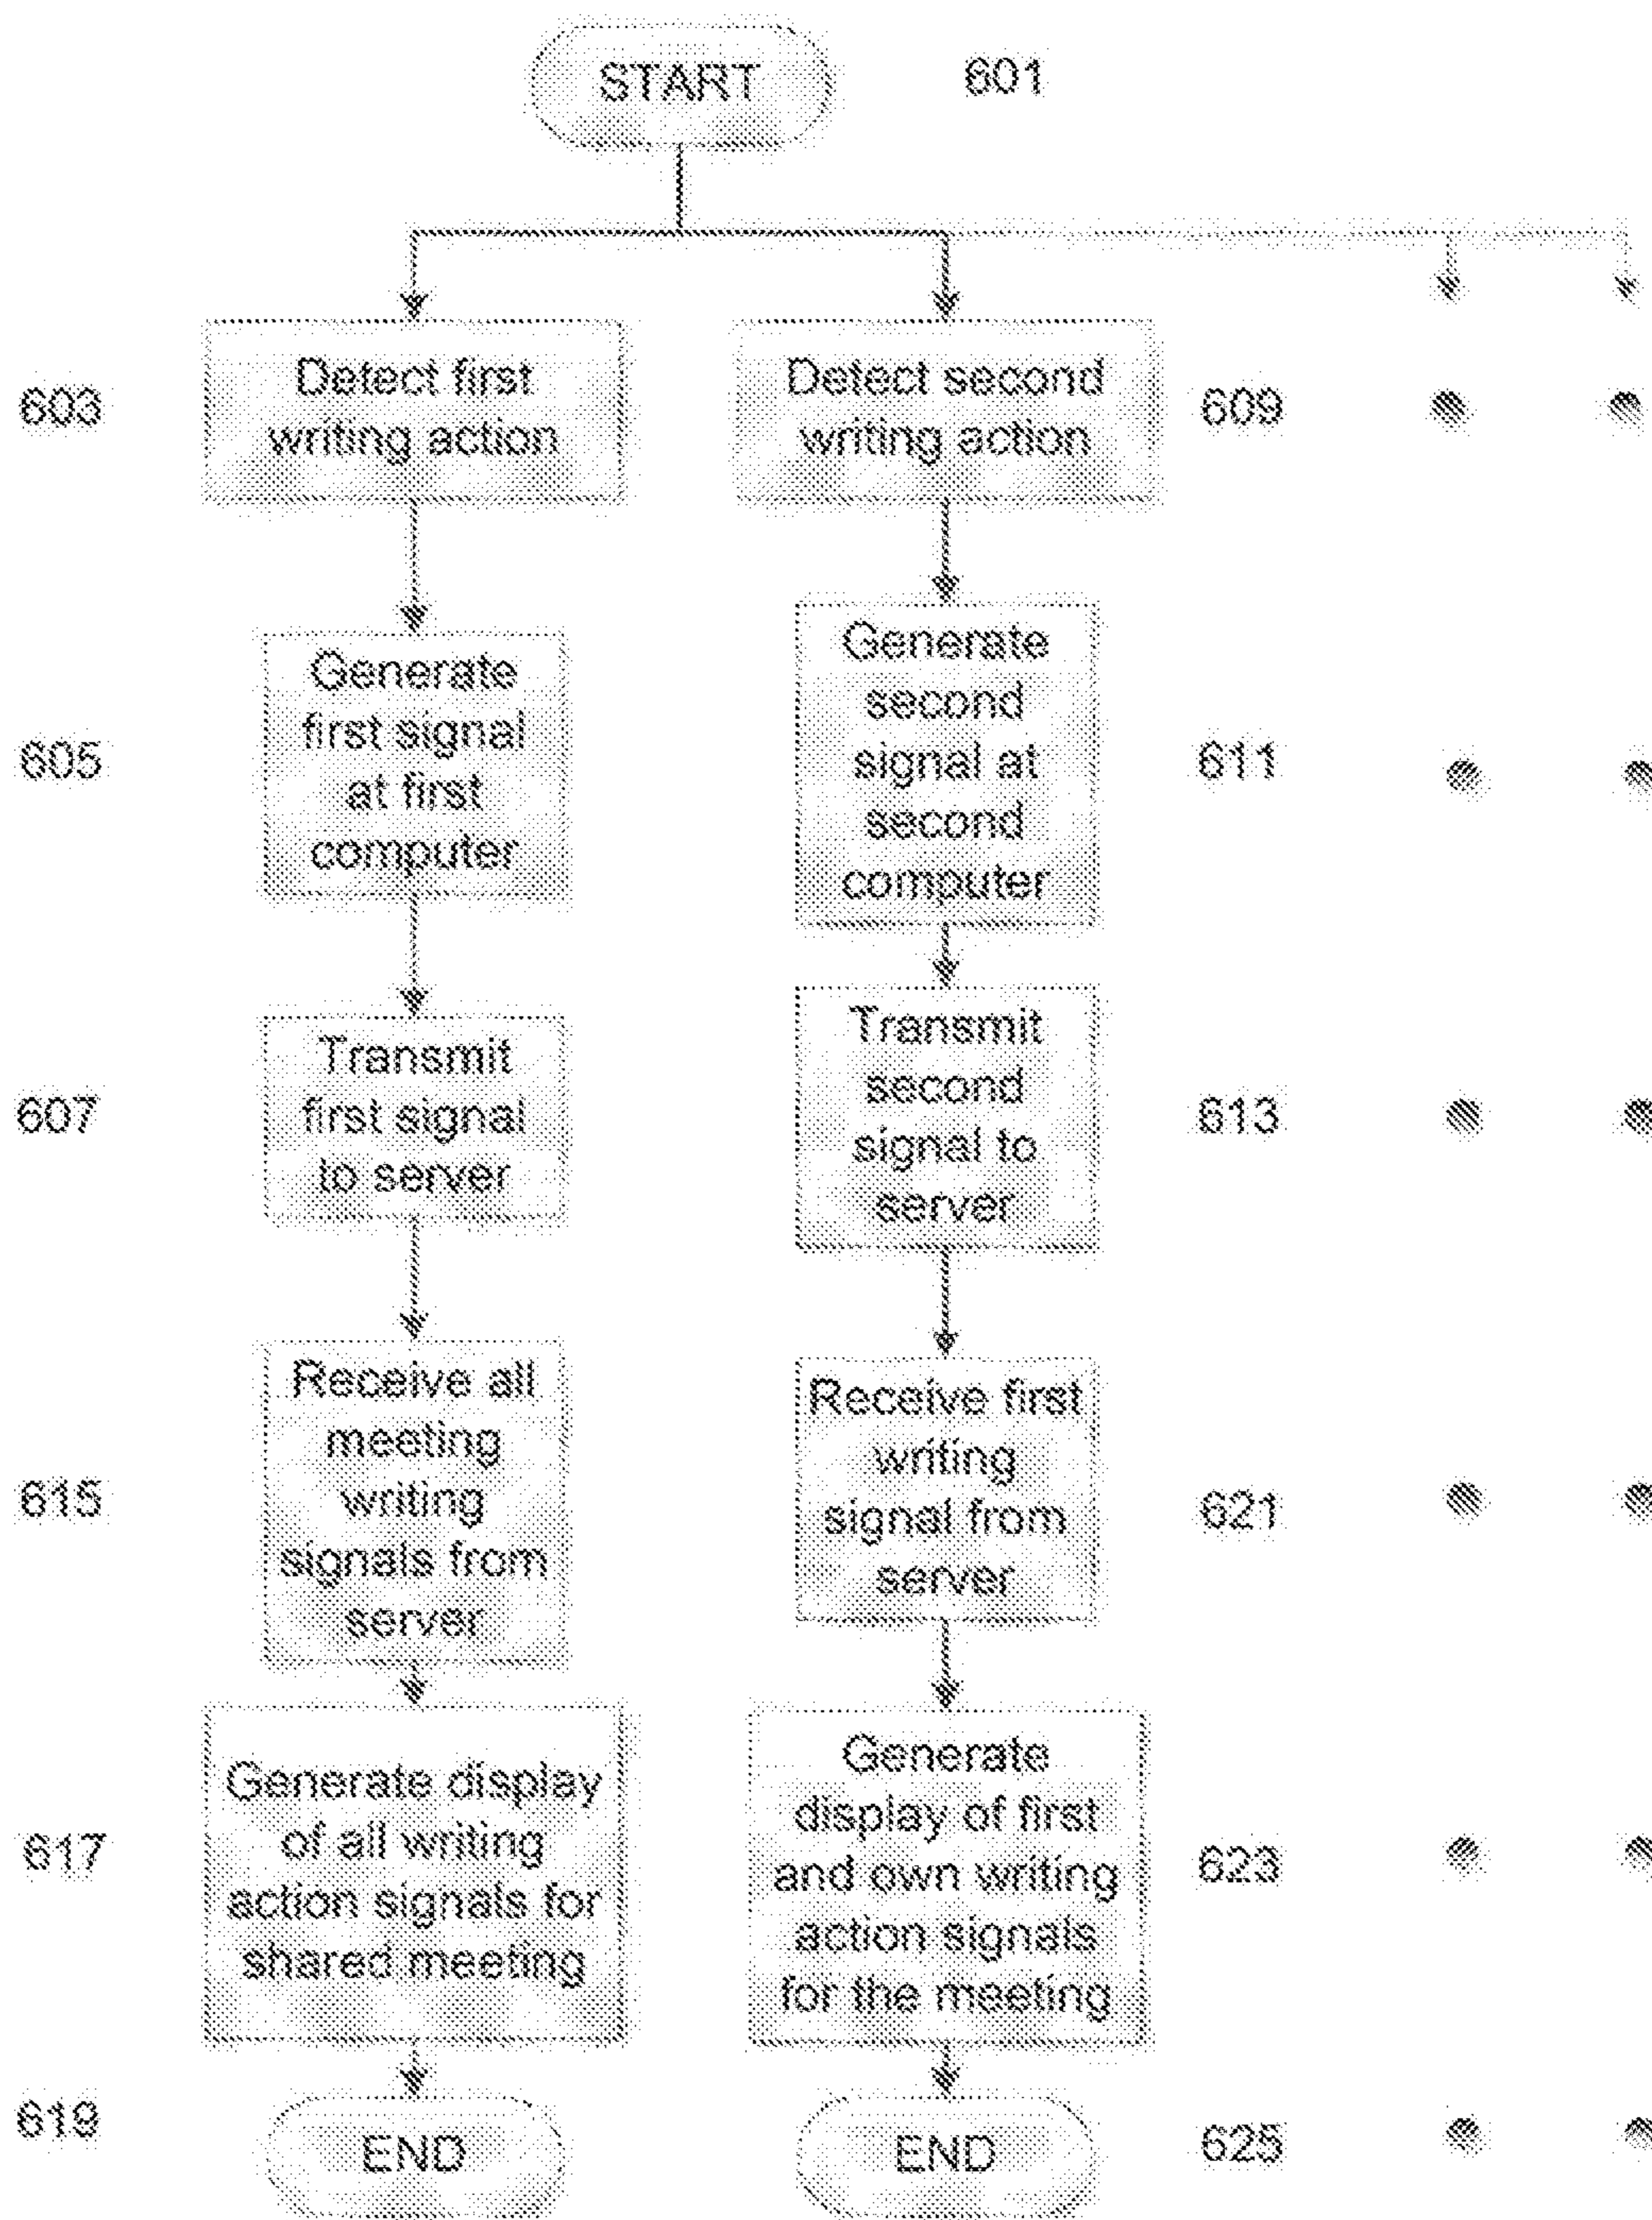 START
601
603
Detect first
writing action
Detect second
writing action
609
605
Generate
first signal
at first
computer
Generate
second
signal at
second
computer
611
607
Transmit
first signal
to server
Transmit
second
signal to
server
613
615
Receive all
meeting
writing
signals from
server
Receive first
writing
signal from
server
621
617
Generate display
of all writing
action signals for
shared meeting
Generate
display of first
and own writing
action signals
for the meeting
623
619
END
END
625